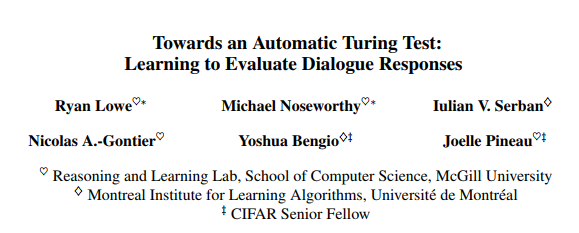 Towards an Automatic Turing Test:
Learning to Evaluate Dialogue Responses
Ryan Lowe♡* Michael Noseworthy♡* Iulian V. Serban◇
Nicolas A.-Gontier♡ Yoshua Bengio◇‡ Joelle Pineau♡‡
♡ Reasoning and Learning Lab, School of Computer Science, McGill University
◇ Montreal Institute for Learning Algorithms, Université de Montréal
‡ CIFAR Senior Fellow